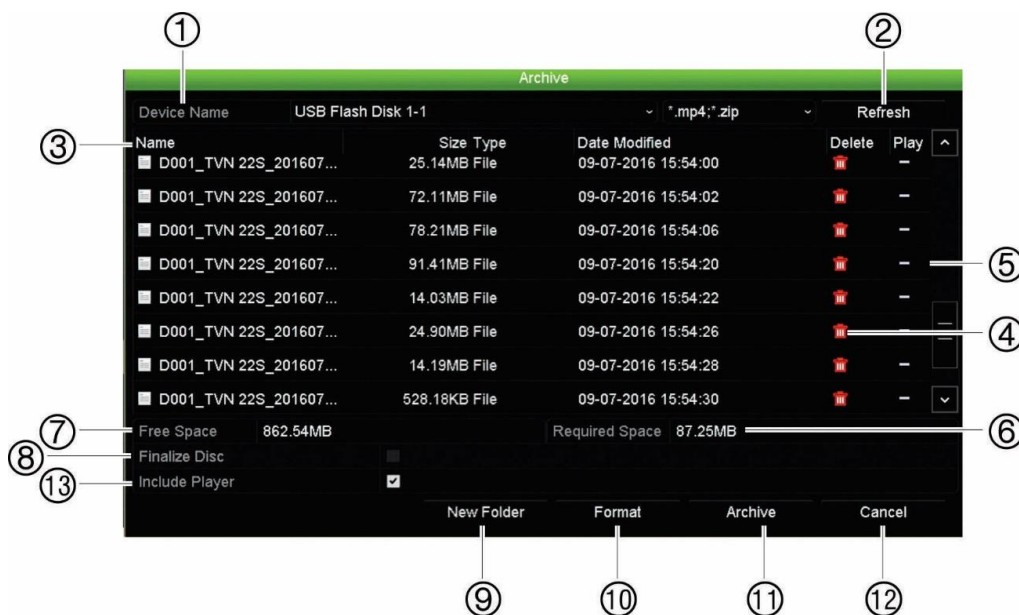 ① ②
Archive
Device Name USB Flash Disk 1-1 *.mp4;*.zip Refresh
③ Name Size Type Date Modified Delete Play
D001_TVN 22S_201607... 25.14MB File 09-07-2016 15:54:00 –
D001_TVN 22S_201607... 72.11MB File 09-07-2016 15:54:02 –
D001_TVN 22S_201607... 78.21MB File 09-07-2016 15:54:06 –
D001_TVN 22S_201607... 91.41MB File 09-07-2016 15:54:20 – ⑤
D001_TVN 22S_201607... 14.03MB File 09-07-2016 15:54:22 –
D001_TVN 22S_201607... 24.90MB File 09-07-2016 15:54:26 – ④
D001_TVN 22S_201607... 14.19MB File 09-07-2016 15:54:28 –
D001_TVN 22S_201607... 528.18KB File 09-07-2016 15:54:30 –
⑦ Free Space 862.54MB Required Space 87.25MB ⑥
⑧ Finalize Disc
⑬ Include Player
New Folder Format Archive Cancel
⑨ ⑩ ⑪ ⑫